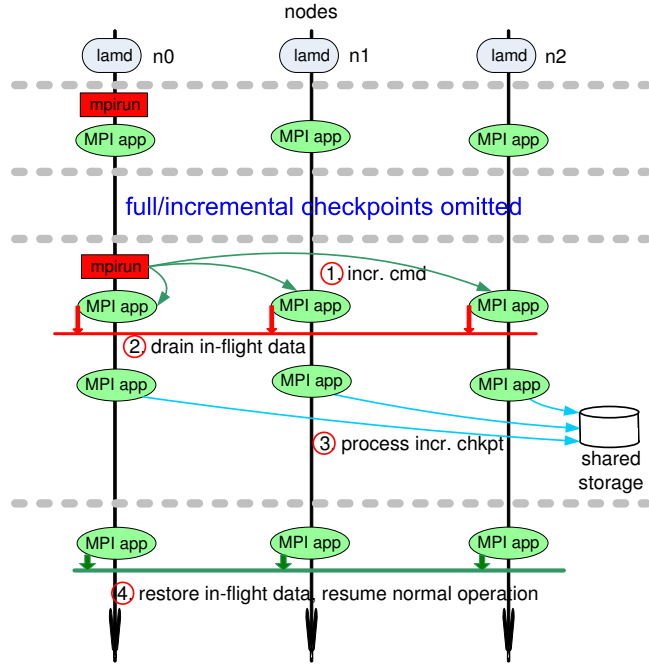 nodes
lamd n0 lamd n1 lamd n2
mpirun
MPI app MPI app MPI app
full/incremental checkpoints omitted
mpirun
1. incr. cmd
MPI app MPI app MPI app
2. drain in-flight data
MPI app MPI app MPI app
3. process incr. chkpt
shared
storage
MPI app MPI app MPI app
4. restore in-flight data, resume normal operation